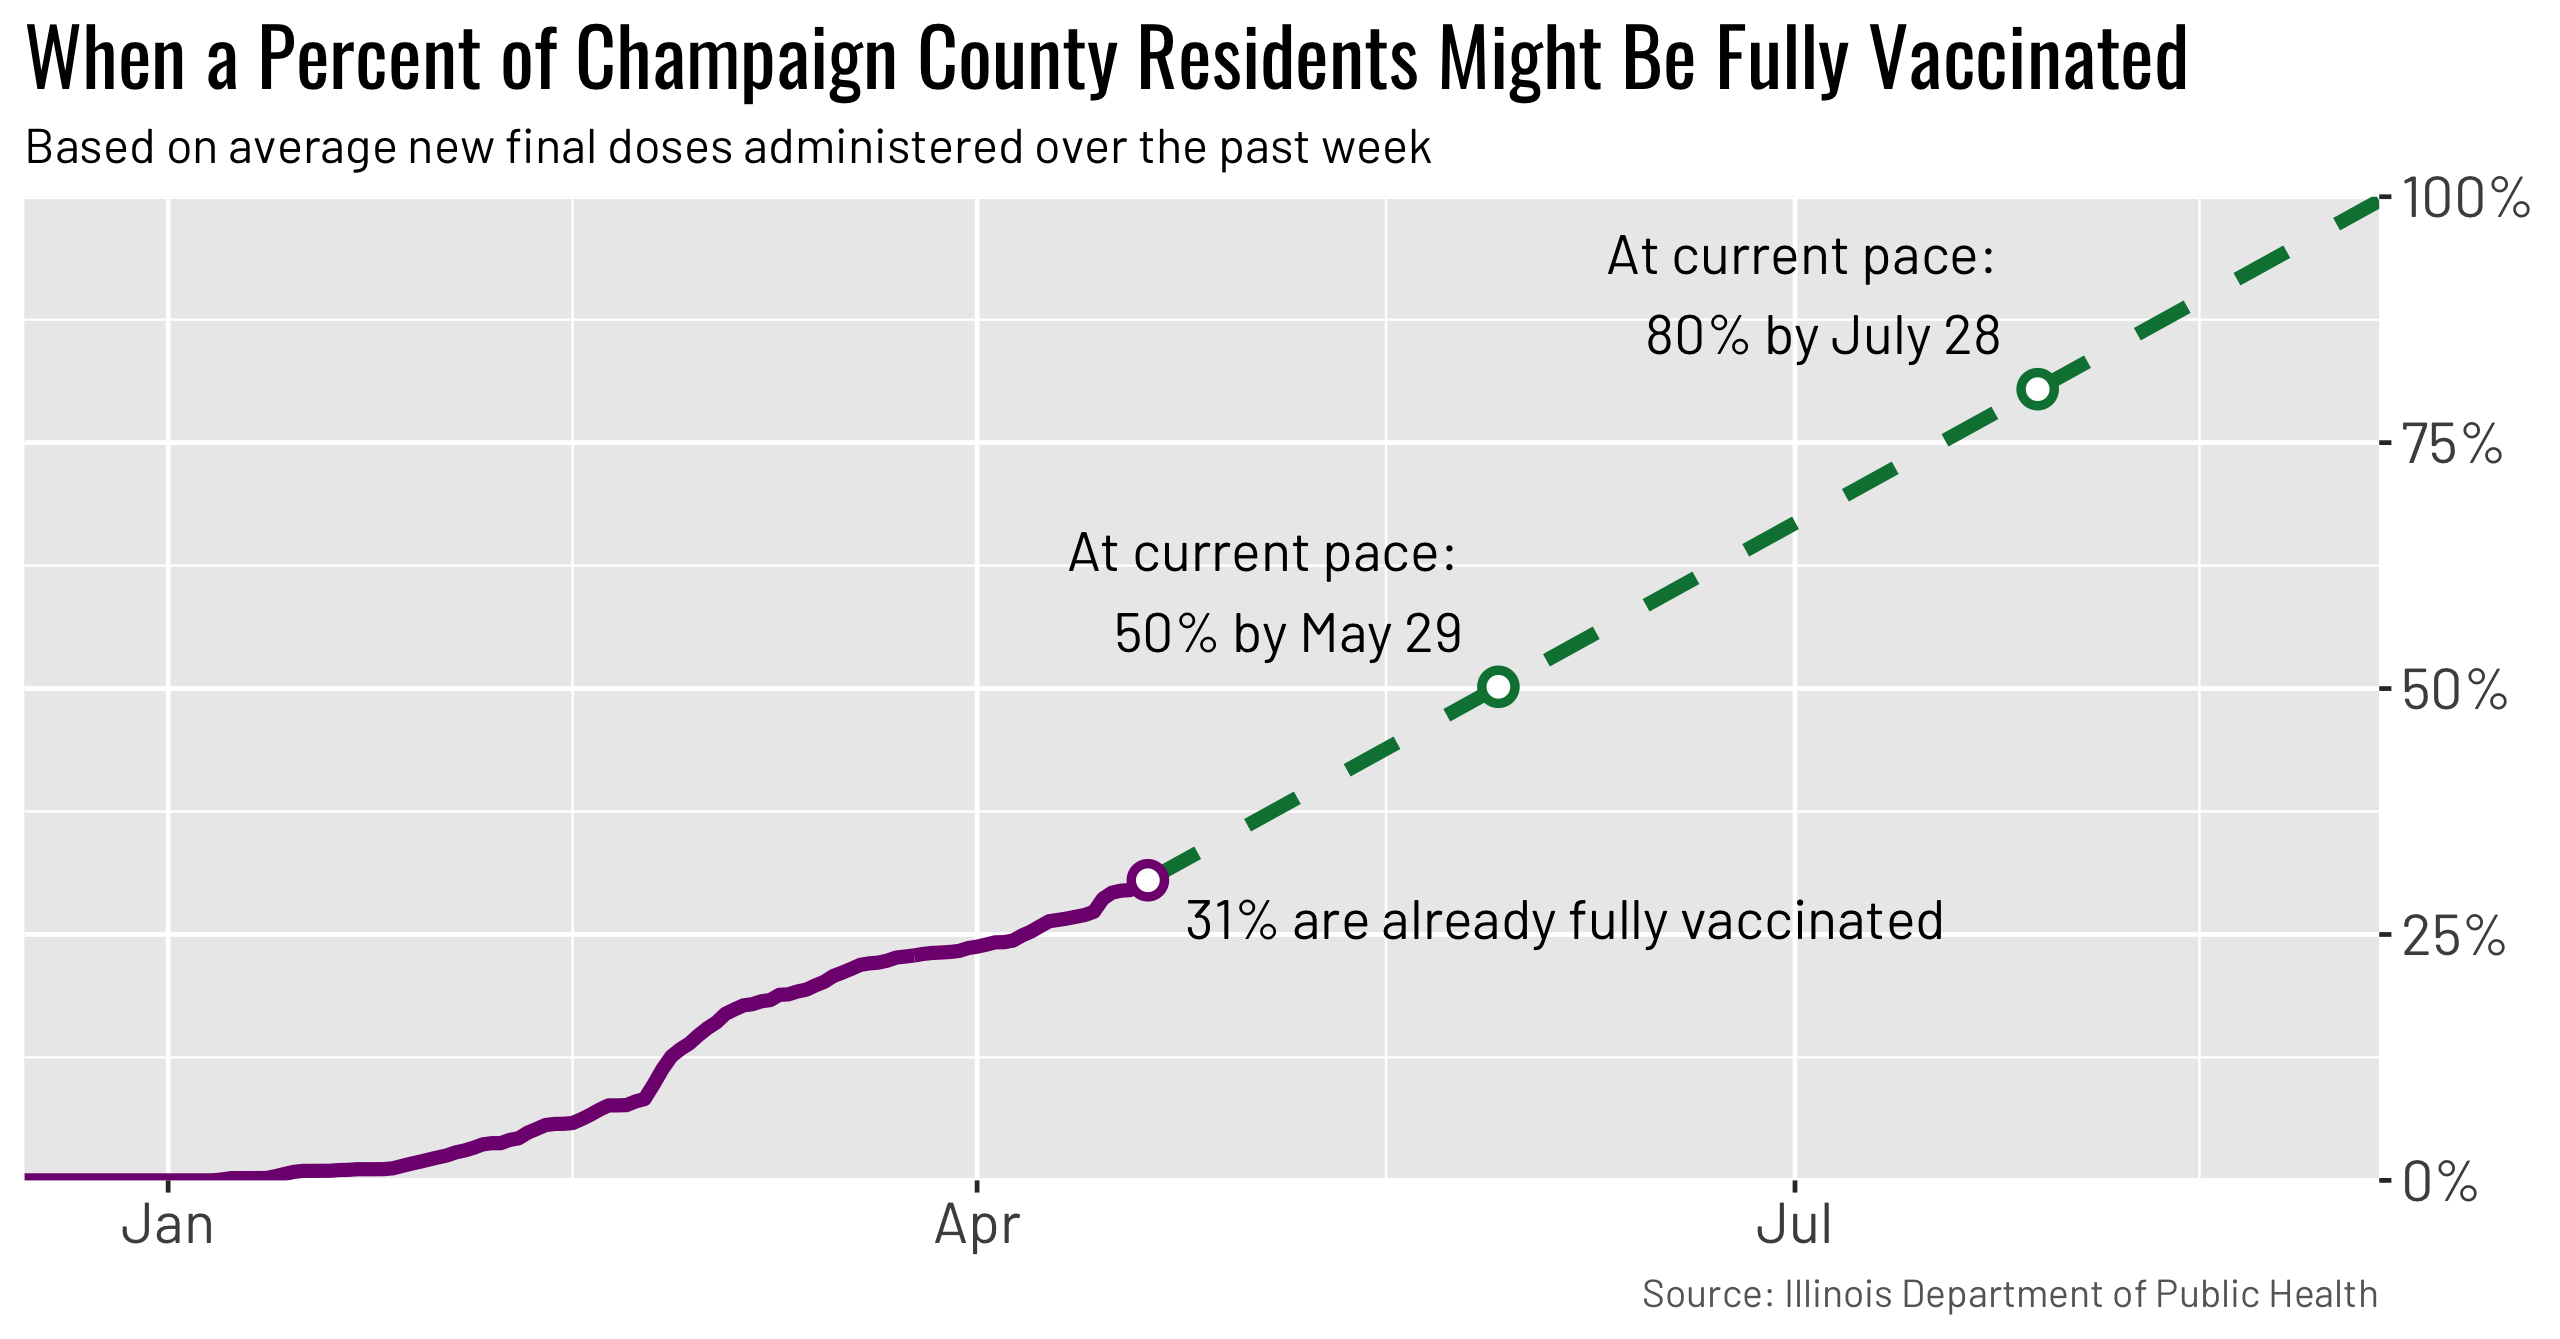 When a Percent of Champaign County Residents Might Be Fully Vaccinated
Based on average new final doses administered over the past week
100%
At current pace:
80% by July 28
75%
At current pace:
50% by May 29
50%
31% are already fully vaccinated
25%
0%
Jan
Apr
Jul
Source: Illinois Department of Public Health